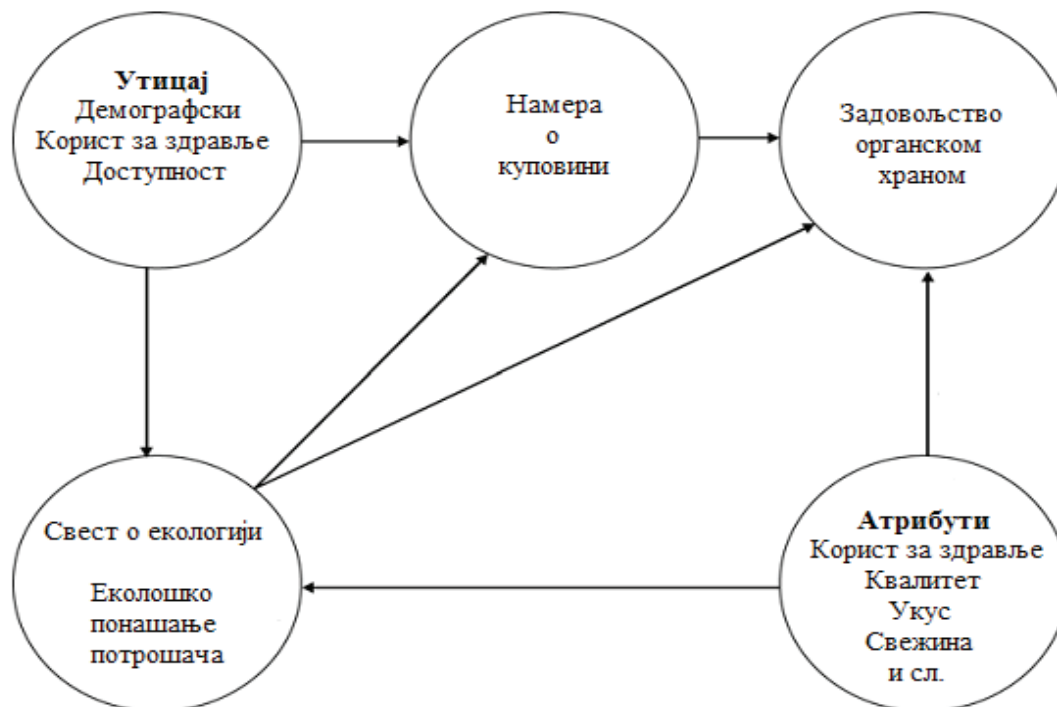 Утицај
Демографски
Корист за здравље
Доступност
Намера
о
куповини
Задовољство
органском
храном
Свест о екологији
Еколошко
понашање
потрошача
Атрибути
Корист за здравље
Квалитет
Укус
Свежина
и сл.